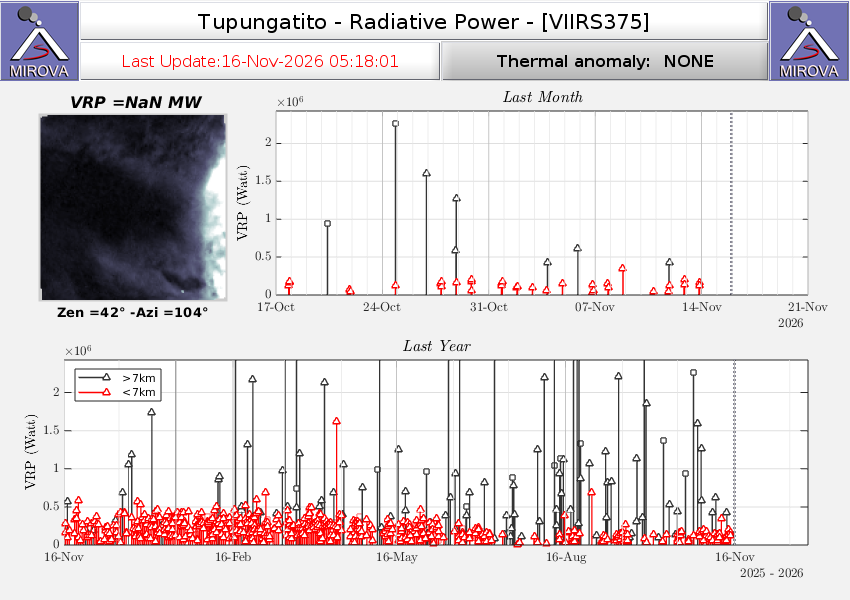 Tupungatito - Radiative Power - [VIIRS375]
MIROVA
Last Update:16-Nov-2026 05:18:01
Thermal anomaly: NONE
MIROVA
VRP =NaN MW
Zen =42° -Azi =104°
Last Month
×10⁶
VRP (Watt)
2
1.5
1
0.5
0
17-Oct
24-Oct
31-Oct
07-Nov
14-Nov
21-Nov
2026
Last Year
×10⁶
VRP (Watt)
>7km
<7km
2
1.5
1
0.5
0
16-Nov
16-Feb
16-May
16-Aug
16-Nov
2025 - 2026